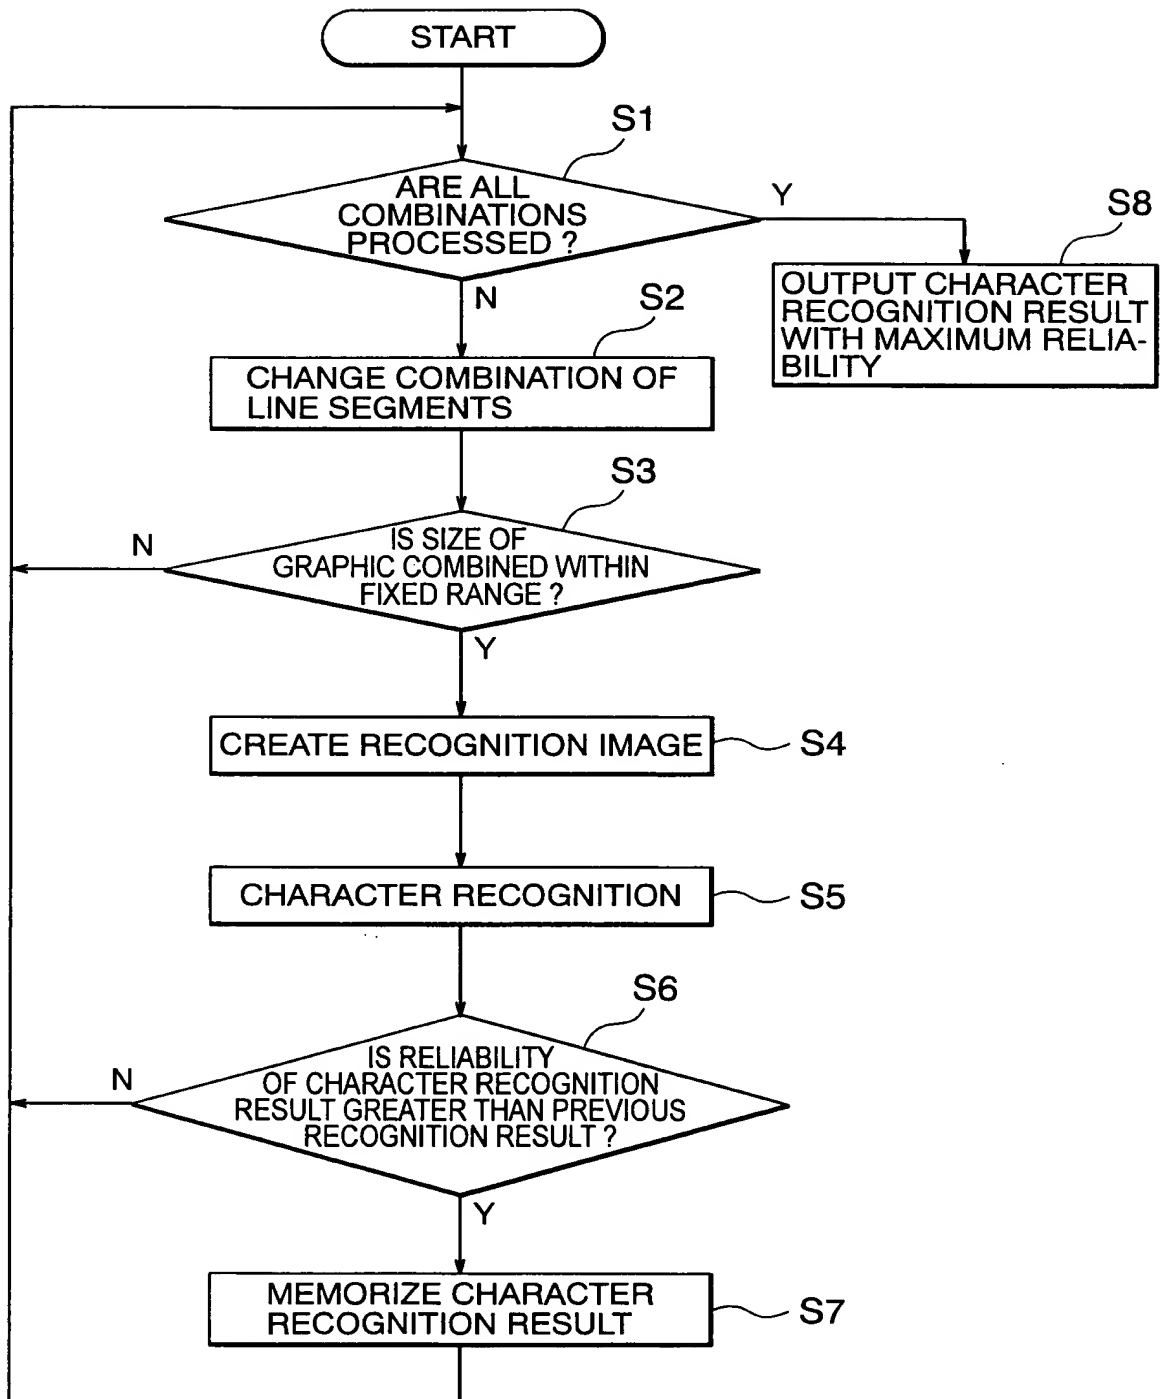 START
S1
ARE ALL
COMBINATIONS
PROCESSED ?
Y
S8
OUTPUT CHARACTER
RECOGNITION RESULT
WITH MAXIMUM RELIA-
BILITY
N
S2
CHANGE COMBINATION OF
LINE SEGMENTS
S3
IS SIZE OF
GRAPHIC COMBINED WITHIN
FIXED RANGE ?
N
Y
CREATE RECOGNITION IMAGE
S4
CHARACTER RECOGNITION
S5
S6
IS RELIABILITY
OF CHARACTER RECOGNITION
RESULT GREATER THAN PREVIOUS
RECOGNITION RESULT ?
N
Y
MEMORIZE CHARACTER
RECOGNITION RESULT
S7